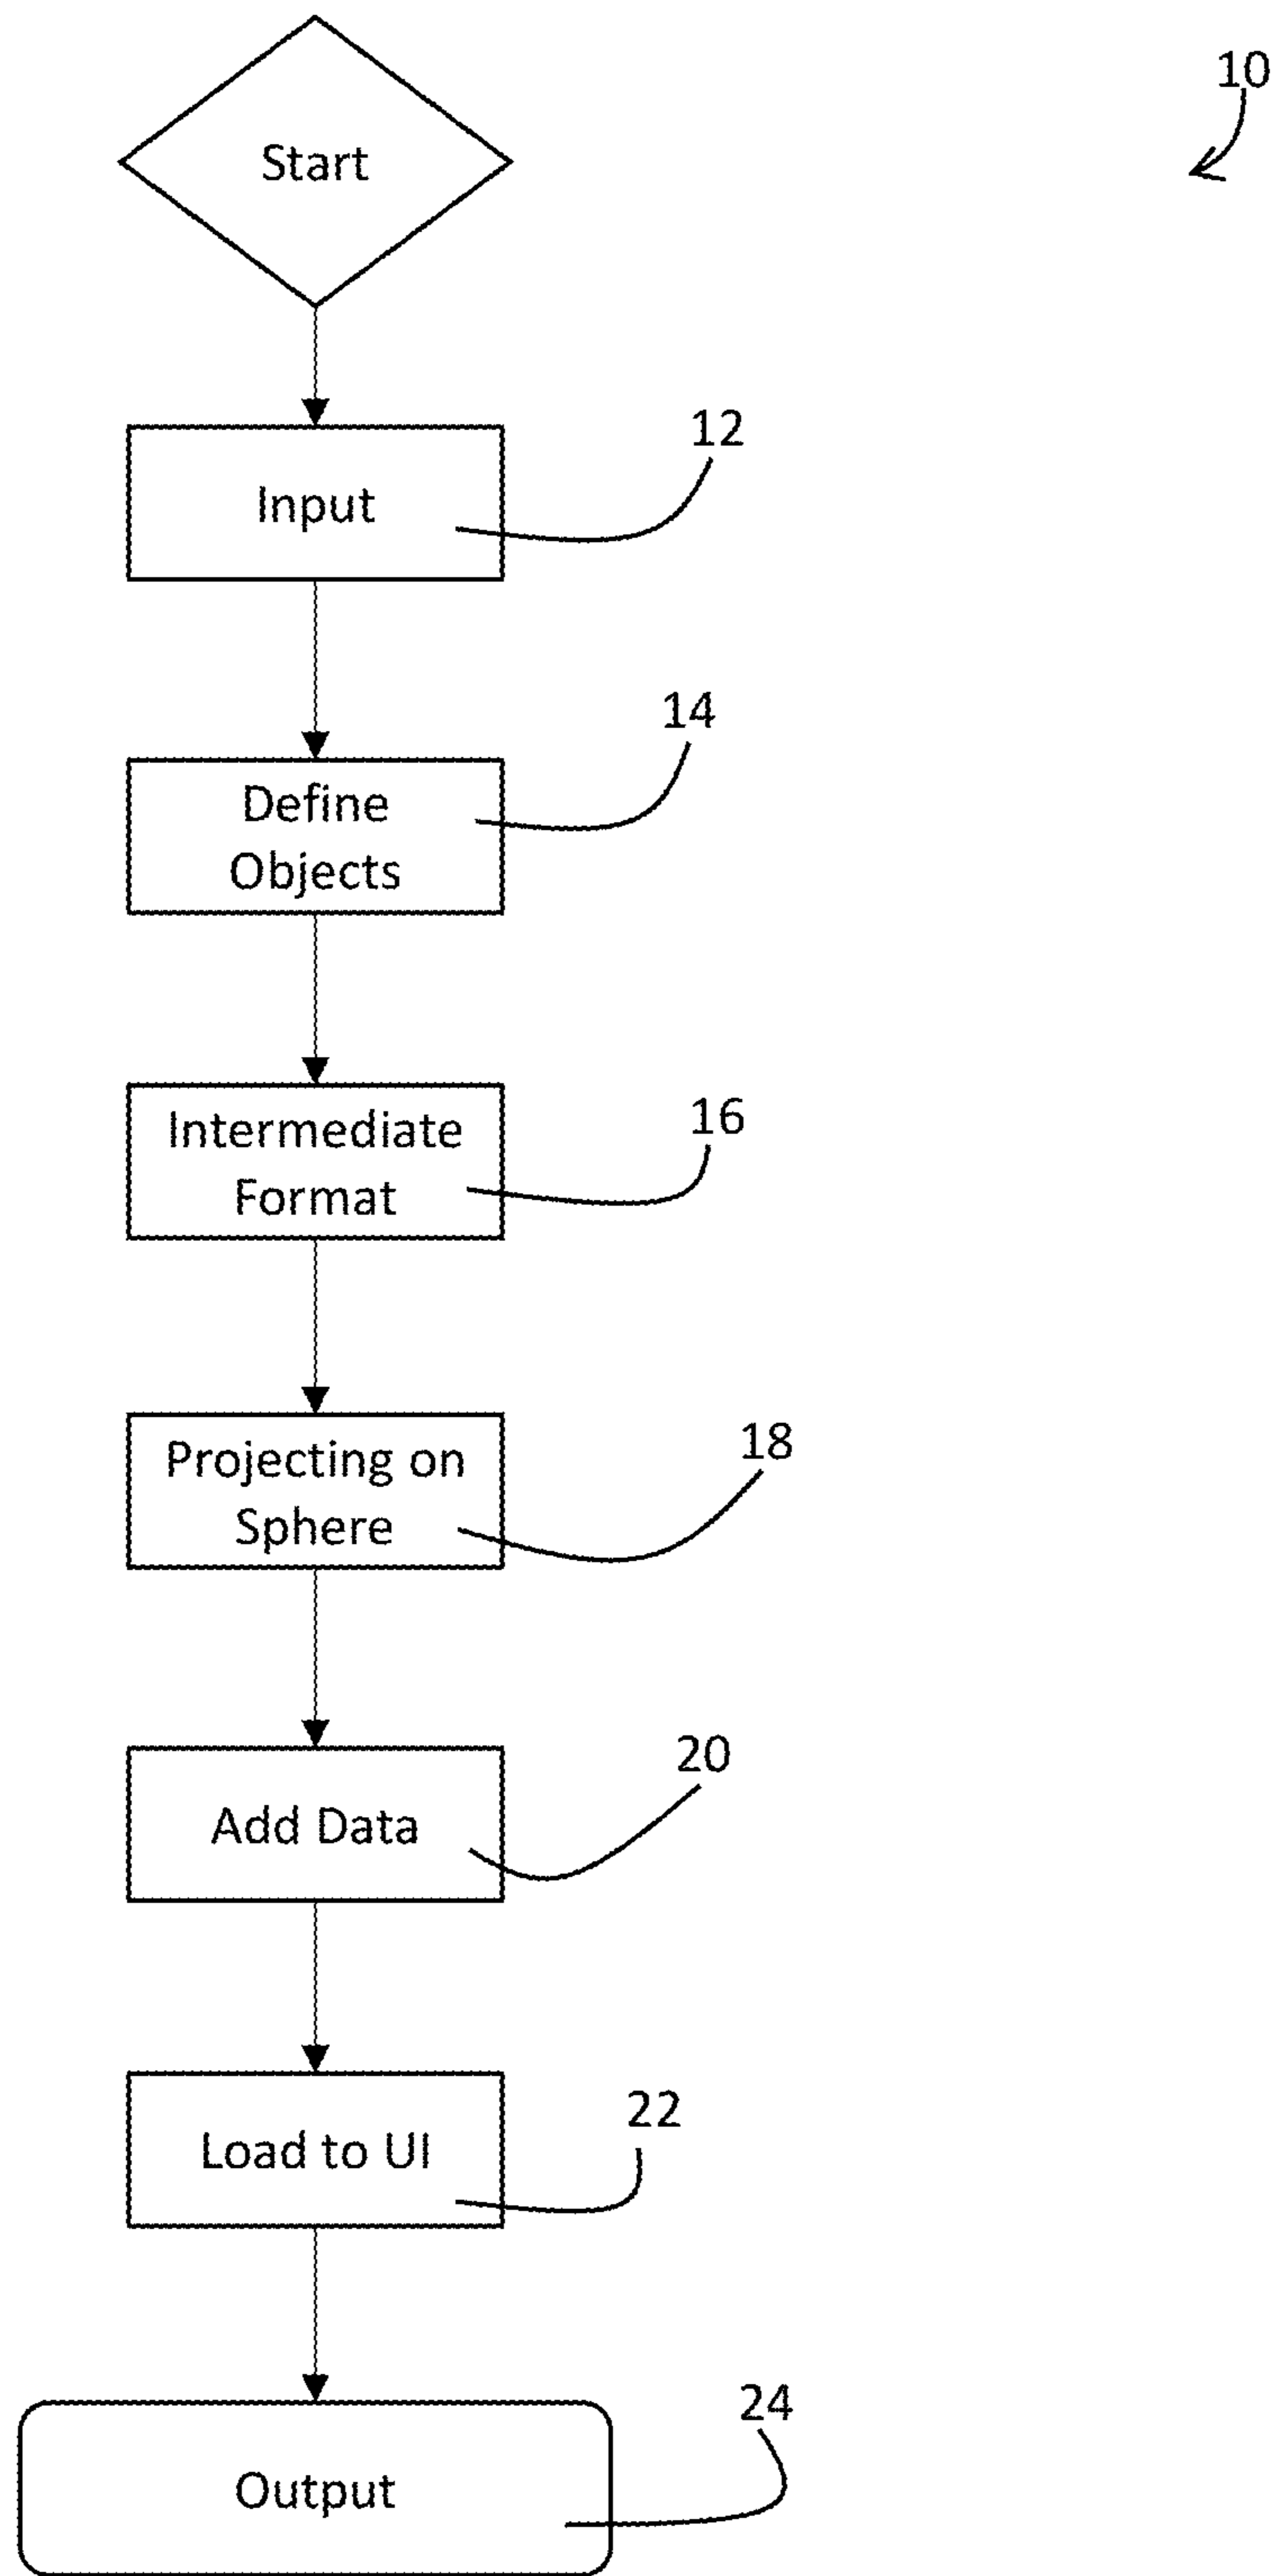 10
Start
12
Input
14
Define
Objects
16
Intermediate
Format
18
Projecting on
Sphere
20
Add Data
22
Load to UI
24
Output